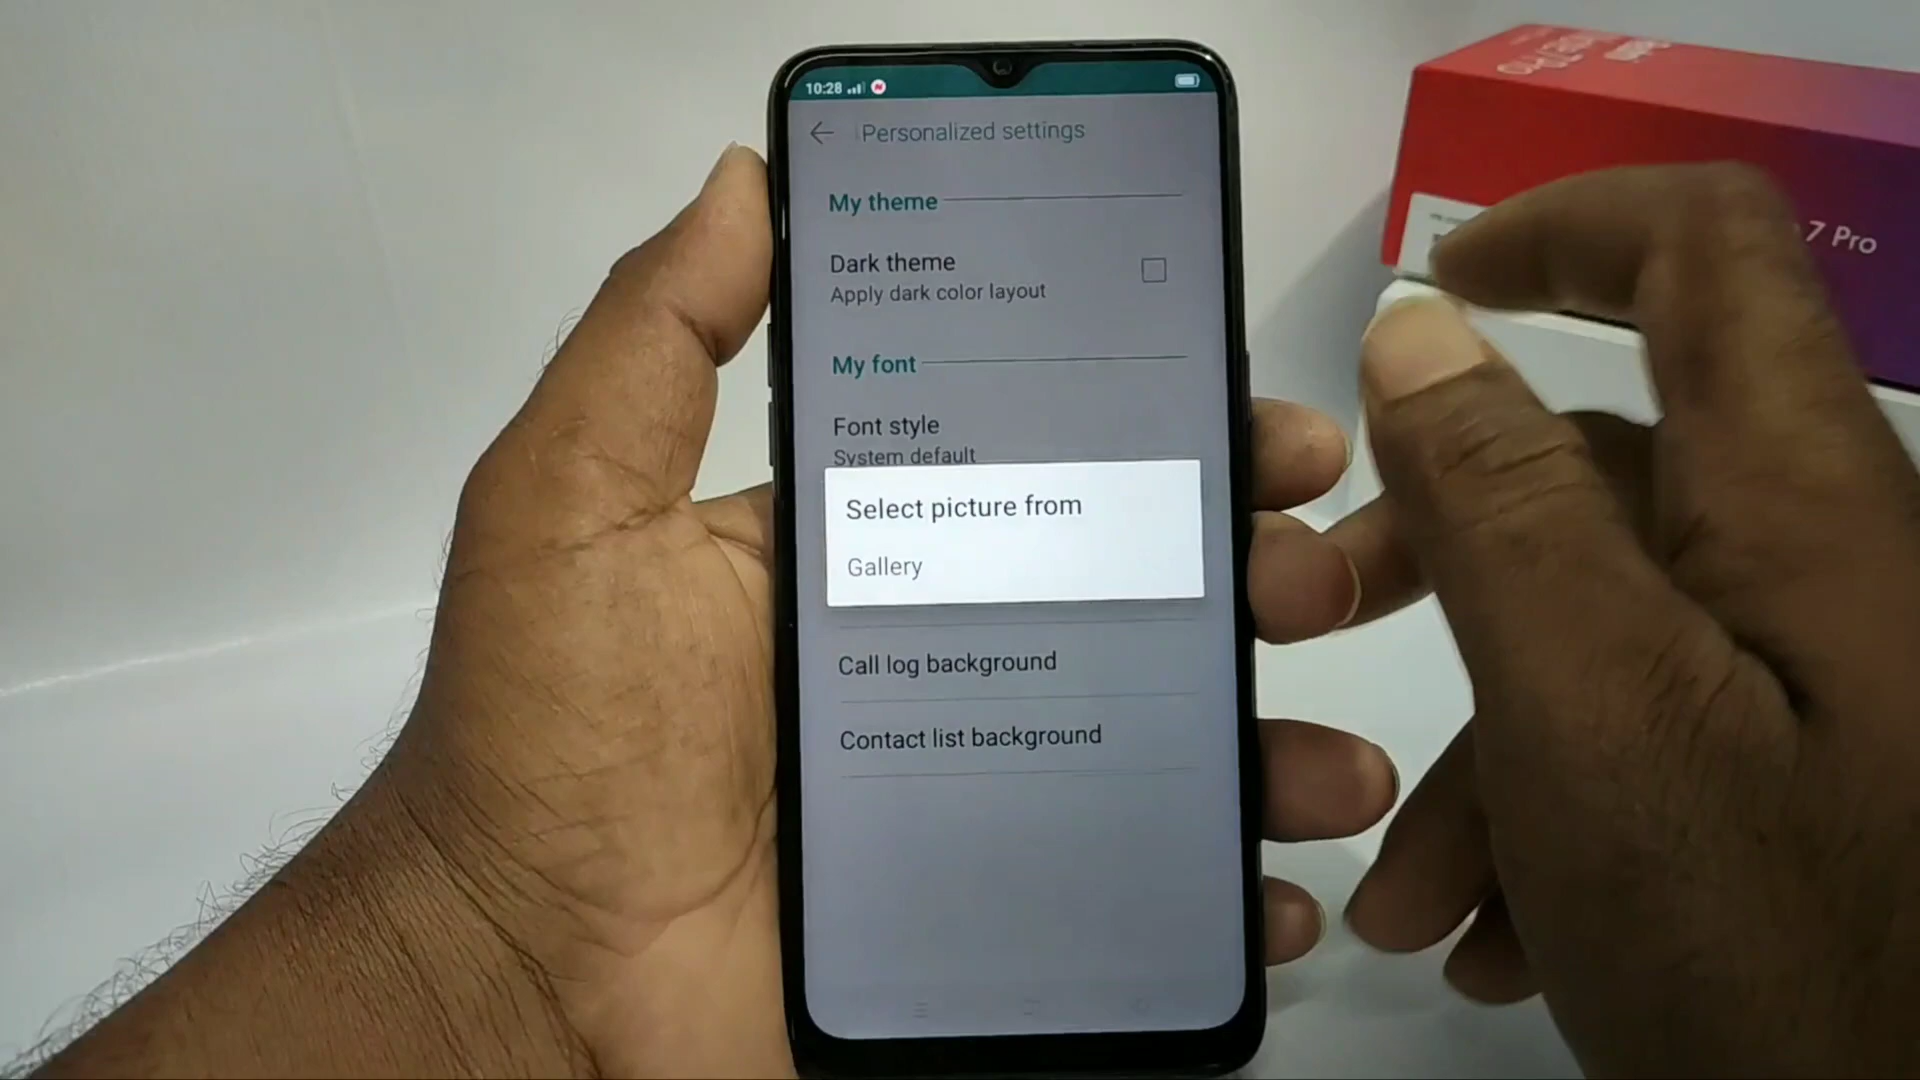 10:28
Personalized settings
My theme
Dark theme
Apply dark color layout
My font
Font style
System default
Select picture from
Gallery
Call log background
Contact list background
7 Pro